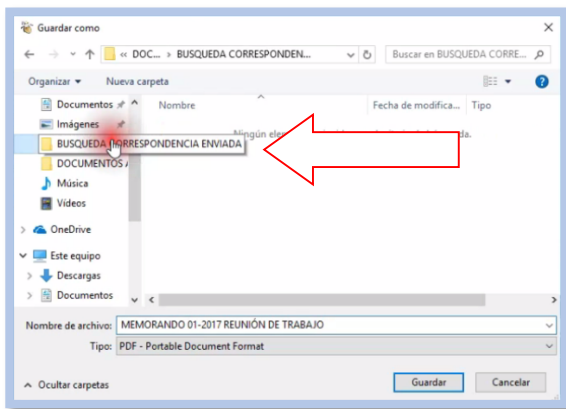 Guardar como
« DOC... > BUSQUEDA CORRESPONDEN...
Buscar en BUSQUEDA CORRE...
Organizar
Nueva carpeta
Documentos
Nombre
Fecha de modifica...
Tipo
Imágenes
Ningún
BUSQUEDA CORRESPONDENCIA ENVIADA
DOCUMENTOS
Música
Vídeos
OneDrive
Este equipo
Descargas
Documentos
Nombre de archivo: MEMORANDO 01-2017 REUNIÓN DE TRABAJO
Tipo: PDF - Portable Document Format
Ocultar carpetas
Guardar
Cancelar